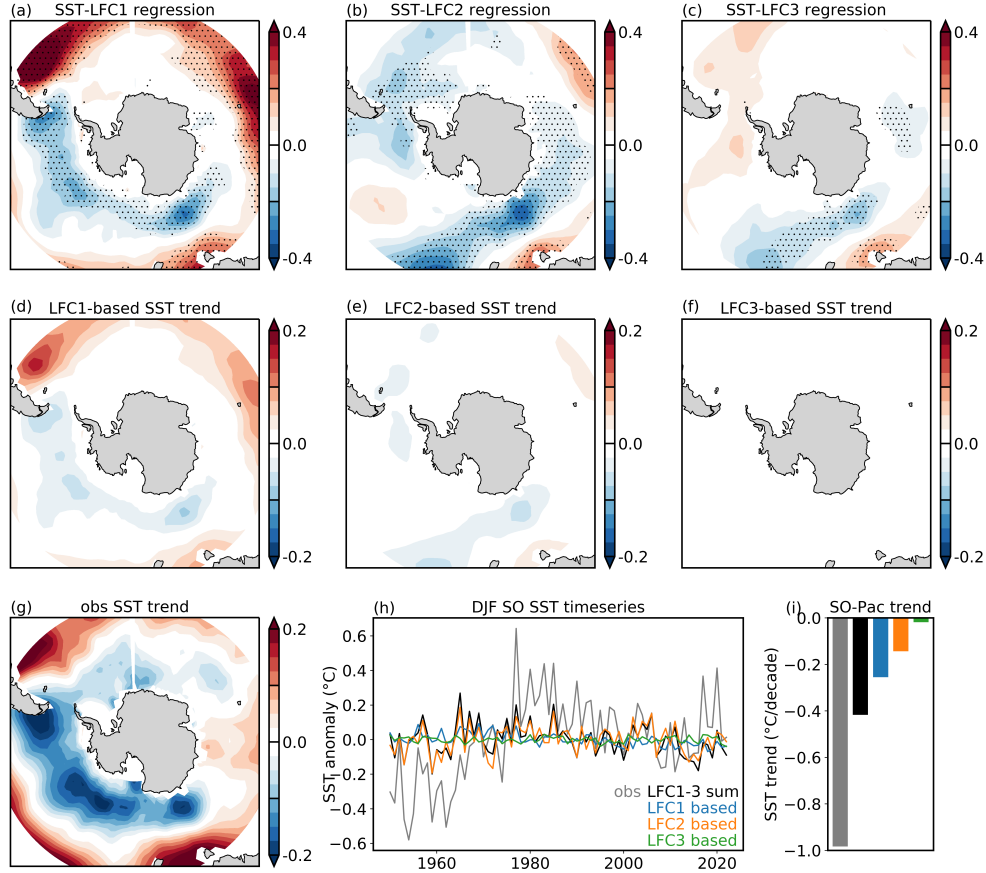 (a) SST-LFC1 regression
(b) SST-LFC2 regression
(c) SST-LFC3 regression
0.4
0.0
-0.4
0.4
0.0
-0.4
0.4
0.0
-0.4
(d) LFC1-based SST trend
(e) LFC2-based SST trend
(f) LFC3-based SST trend
0.2
0.0
-0.2
0.2
0.0
-0.2
0.2
0.0
-0.2
(g) obs SST trend
0.2
0.0
-0.2
(h) DJF SO SST timeseries
SST anomaly (°C)
0.6
0.4
0.2
0.0
−0.2
−0.4
−0.6
1960
1980
2000
2020
obs LFC1-3 sum
LFC1 based
LFC2 based
LFC3 based
(i) SO-Pac trend
SST trend (°C/decade)
0.0
−0.2
−0.4
−0.6
−0.8
−1.0